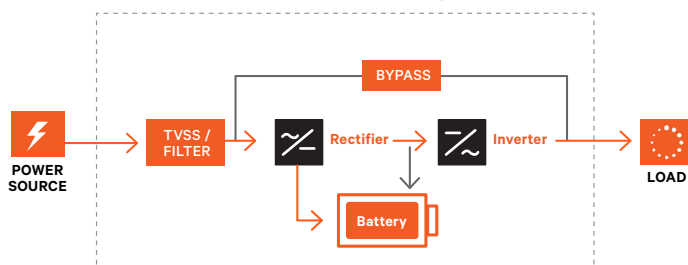 BYPASS
TVSS /
FILTER
Rectifier
Inverter
POWER
SOURCE
LOAD
Battery